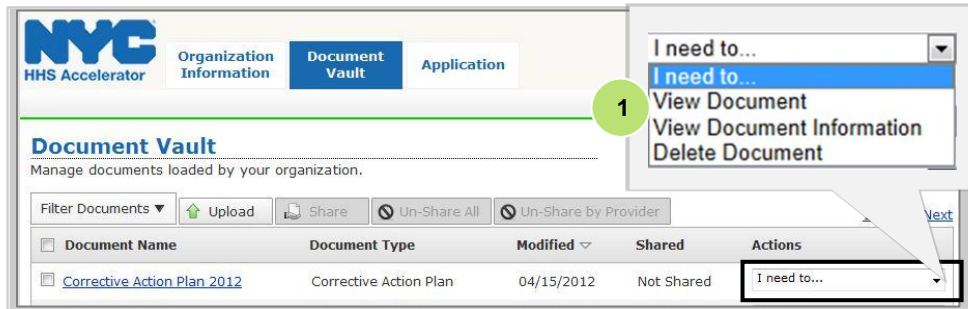 NYC
HHS Accelerator
Organization Information
Document Vault
Application
Document Vault
Manage documents loaded by your organization.
Filter Documents ▼
Upload
Share
Un-Share All
Un-Share by Provider
Next
Document Name
Document Type
Modified
Shared
Actions
Corrective Action Plan 2012
Corrective Action Plan
04/15/2012
Not Shared
I need to...
1
I need to...
I need to...
View Document
View Document Information
Delete Document